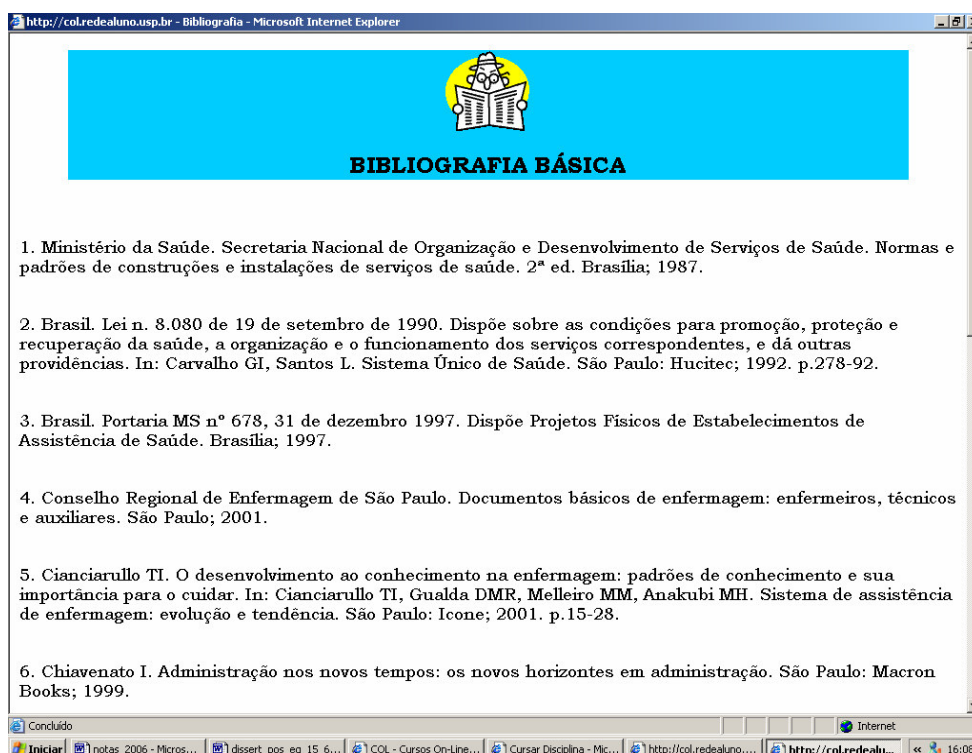 http://col.redealuno.usp.br - Bibliografia - Microsoft Internet Explorer
BIBLIOGRAFIA BÁSICA
1. Ministério da Saúde. Secretaria Nacional de Organização e Desenvolvimento de Serviços de Saúde. Normas e
padrões de construções e instalações de serviços de saúde. 2ª ed. Brasília; 1987.
2. Brasil. Lei n. 8.080 de 19 de setembro de 1990. Dispõe sobre as condições para promoção, proteção e
recuperação da saúde, a organização e o funcionamento dos serviços correspondentes, e dá outras
providências. In: Carvalho GI, Santos L. Sistema Único de Saúde. São Paulo: Hucitec; 1992. p.278-92.
3. Brasil. Portaria MS nº 678, 31 de dezembro 1997. Dispõe Projetos Físicos de Estabelecimentos de
Assistência de Saúde. Brasília; 1997.
4. Conselho Regional de Enfermagem de São Paulo. Documentos básicos de enfermagem: enfermeiros, técnicos
e auxiliares. São Paulo; 2001.
5. Cianciarullo TI. O desenvolvimento ao conhecimento na enfermagem: padrões de conhecimento e sua
importância para o cuidar. In: Cianciarullo TI, Gualda DMR, Melleiro MM, Anakubi MH. Sistema de assistência
de enfermagem: evolução e tendência. São Paulo: Icone; 2001. p.15-28.
6. Chiavenato I. Administração nos novos tempos: os novos horizontes em administração. São Paulo: Macron
Books; 1999.
Concluído Internet
Iniciar notas_2006 - Micros... dissert_pos_eq_15_6... COL - Cursos On-Line... Cursar Disciplina - Mic... http://col.redealuno.... http://col.redealu... « 16:08